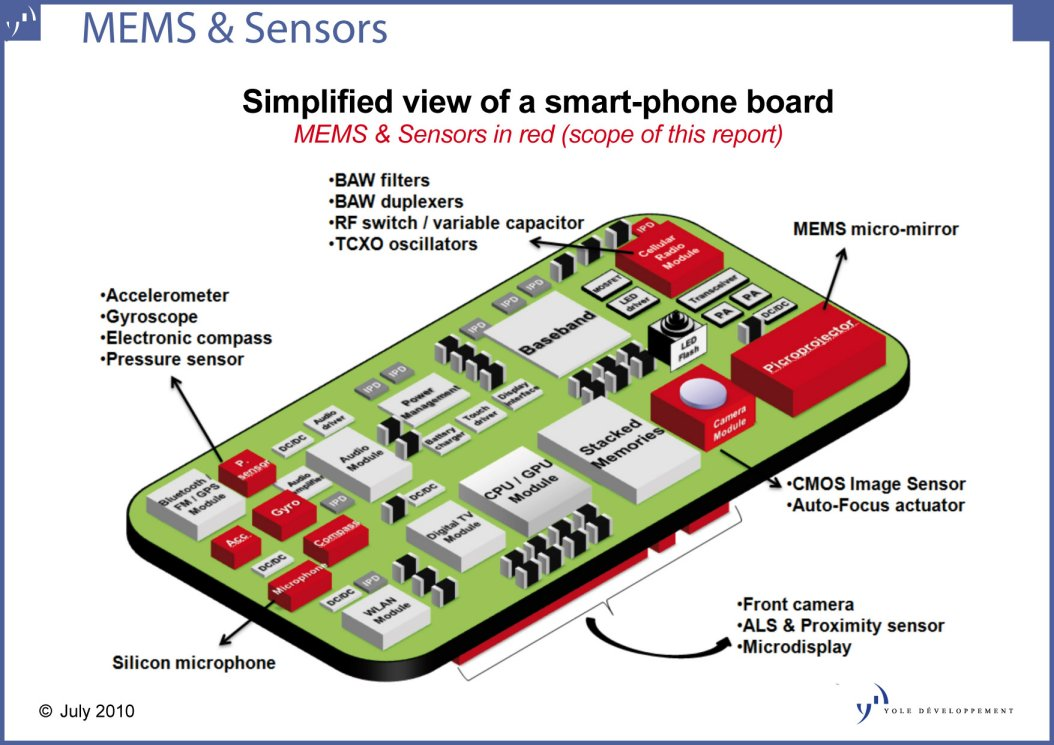 MEMS & Sensors
Simplified view of a smart-phone board
MEMS & Sensors in red (scope of this report)
•BAW filters
•BAW duplexers
•RF switch / variable capacitor
•TCXO oscillators
MEMS micro-mirror
•Accelerometer
•Gyroscope
•Electronic compass
•Pressure sensor
IPD
Cellular
Radio
Module
MOSFET
LED
driver
Transceiver
PA
PA
DC/DC
IPD
IPD
IPD
Baseband
LED
Flash
Picroprojector
IPD
IPD
Power
Management
Display
interface
Touch
driver
Battery
charger
Camera
Module
Audio
driver
DC/DC
Audio
Module
Stacked
Memories
P.
sensor
Bluetooth /
FM / GPS
Module
Audio
amplifier
IPD
DC/DC
CPU / GPU
Module
Gyro
Digital TV
Module
Acc.
Compass
DC/DC
Microphone
DC/DC
IPD
WLAN
Module
•CMOS Image Sensor
•Auto-Focus actuator
•Front camera
•ALS & Proximity sensor
•Microdisplay
Silicon microphone
© July 2010
YOLE DÉVELOPPEMENT